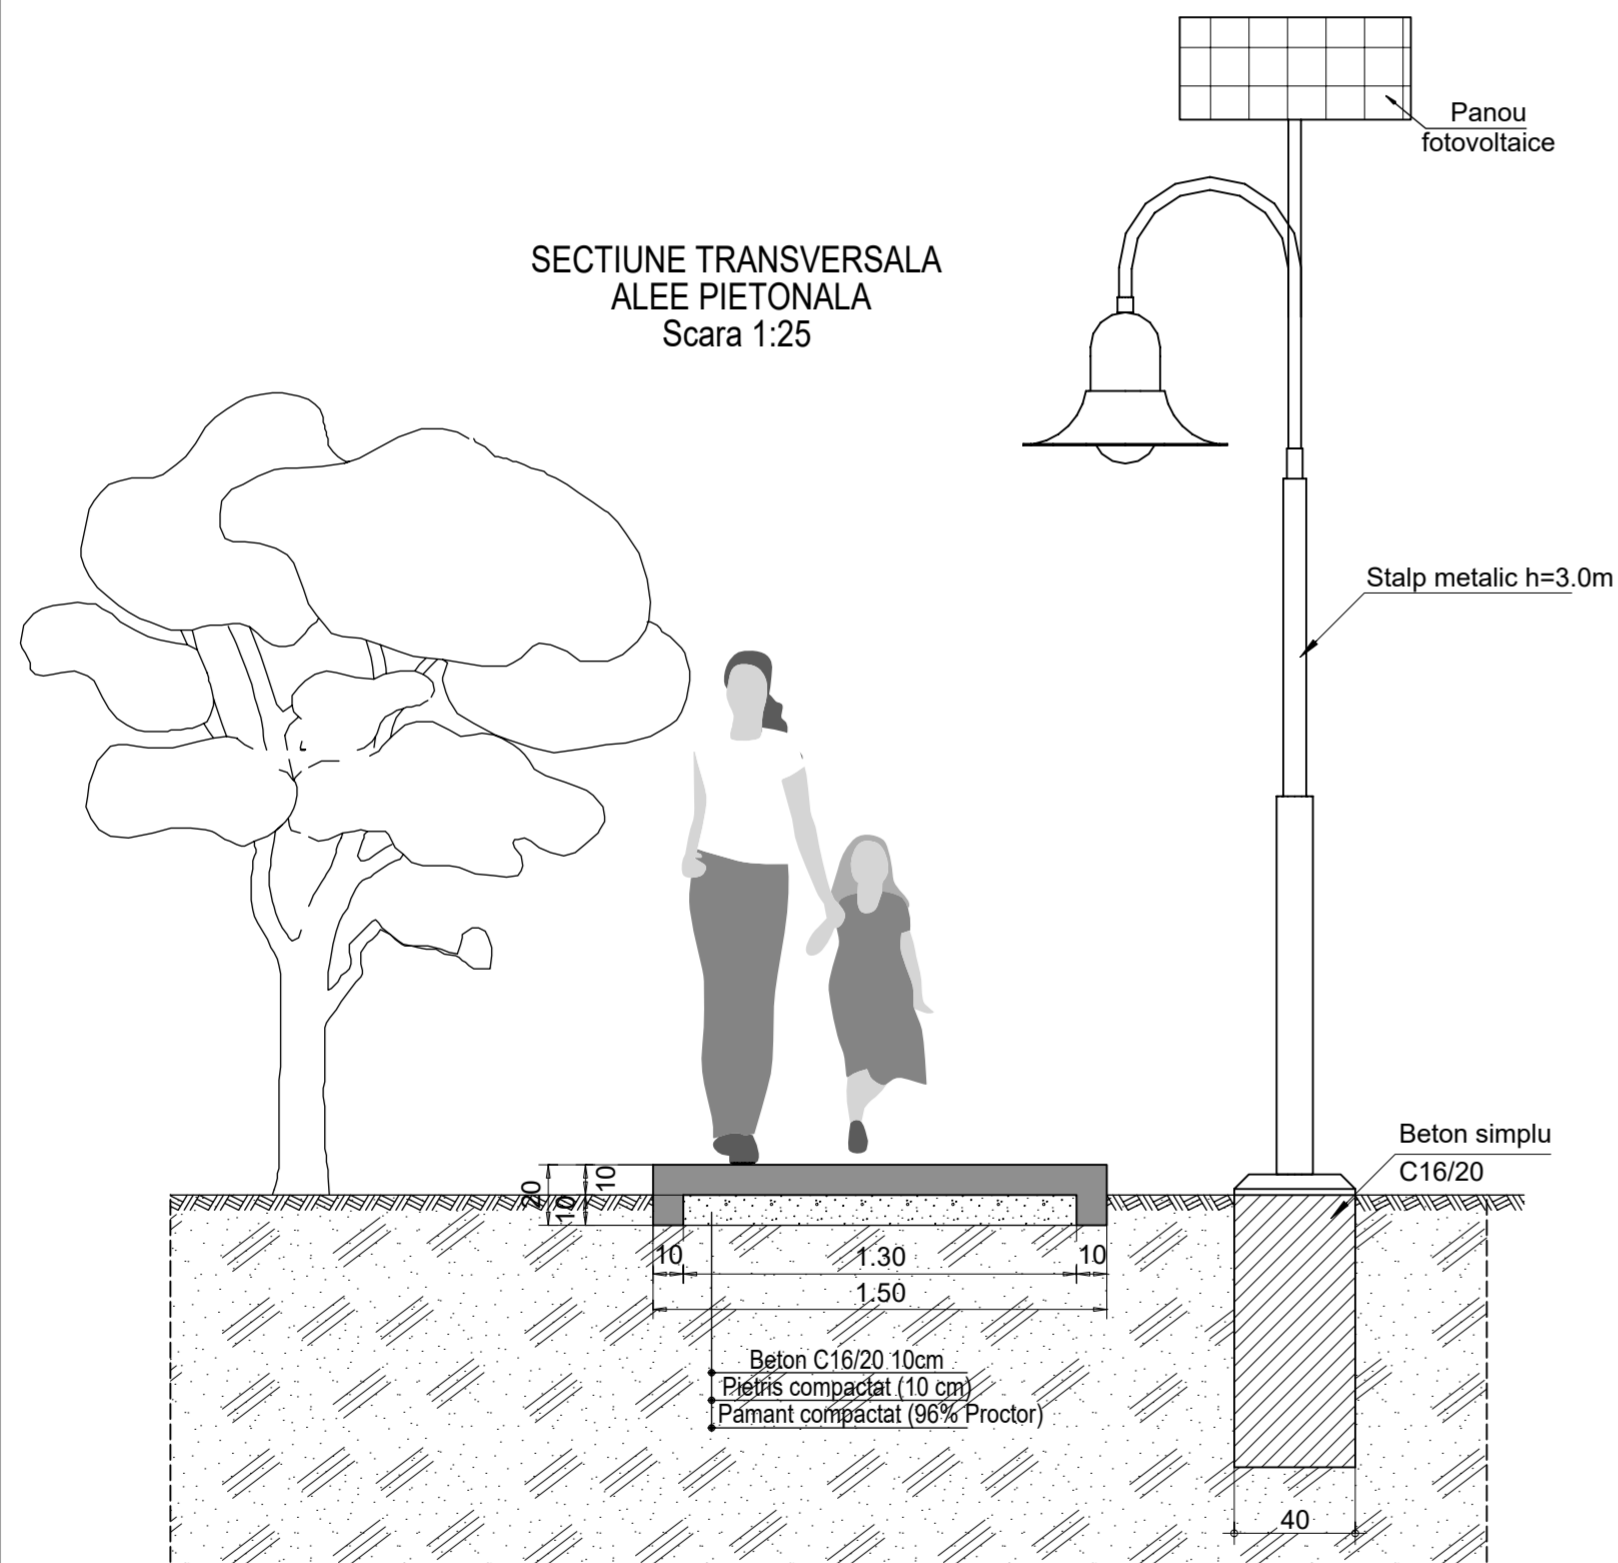 Panou
fotovoltaice
SECTIUNE TRANSVERSALA
ALEE PIETONALA
Scara 1:25
Stalp metalic h=3.0m
Beton simplu
C16/20
20
10
10
10
1.30
10
1.50
Beton C16/20 10cm
Pietris compactat (10 cm)
Pamant compactat (96% Proctor)
40